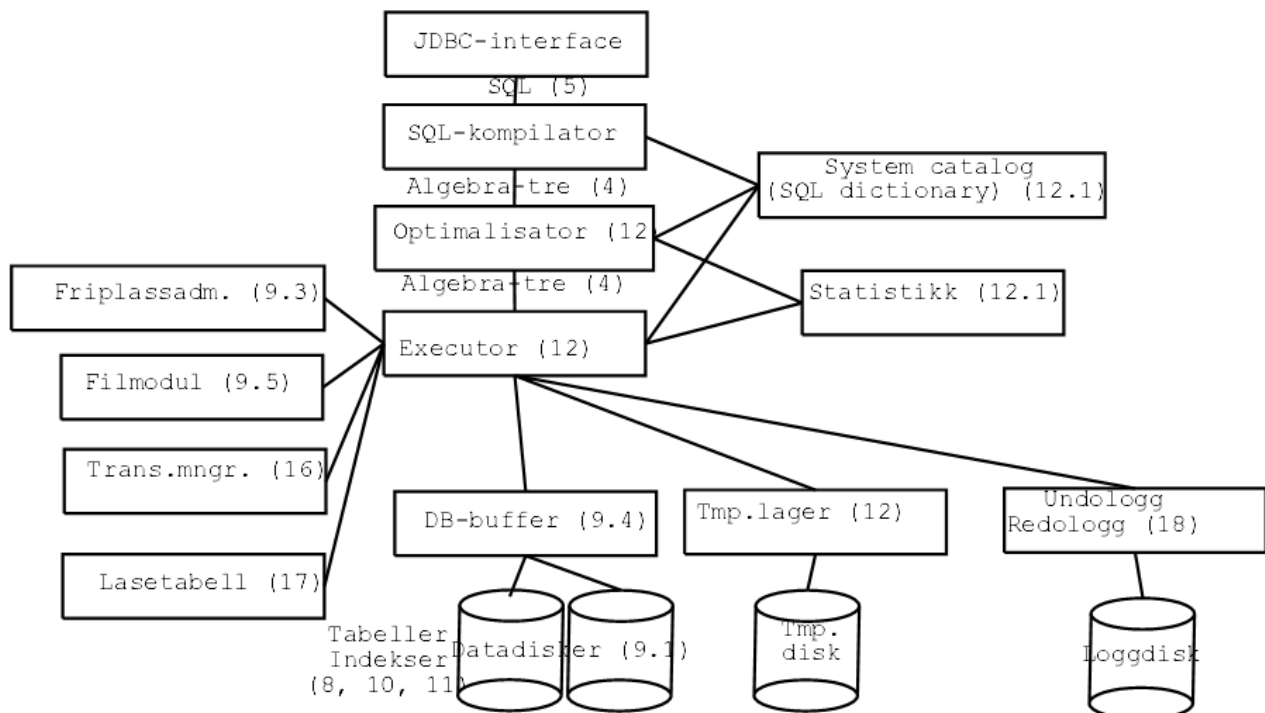 JDBC-interface
SQL (5)
SQL-kompilator
System catalog
(SQL dictionary) (12.1)
Algebra-tre (4)
Optimalisator (12
Algebra-tre (4)
Friplassadm. (9.3)
Statistikk (12.1)
Executor (12)
Filmodul (9.5)
Trans.mngr. (16)
DB-buffer (9.4)
Tmp.lager (12)
Undologg
Redologg (18)
Lasetabell (17)
Tabeller
Indekser
(8, 10, 11)
Datadisker (9.1)
Tmp.
disk
Loggdisk